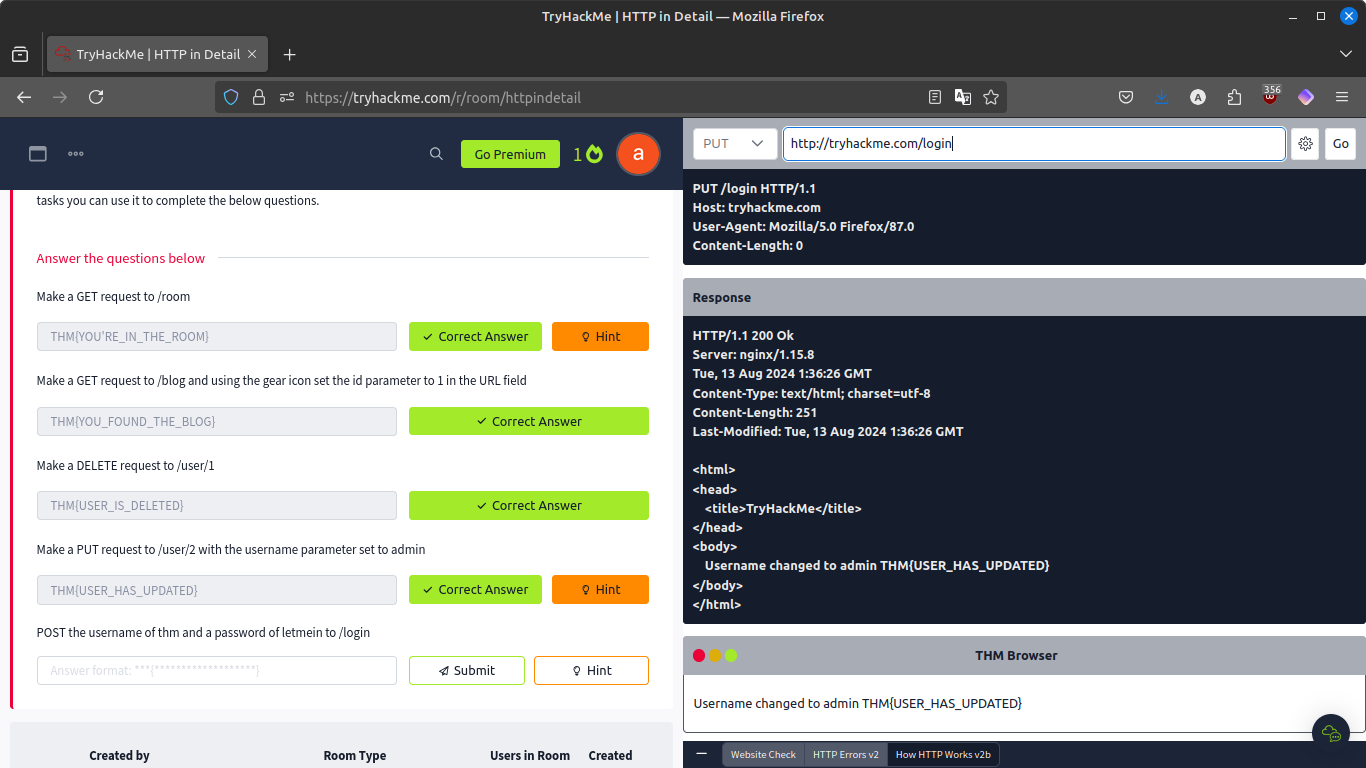 TryHackMe | HTTP in Detail — Mozilla Firefox
TryHackMe | HTTP in Detail
https://tryhackme.com/r/room/httpindetail
A
356
Go Premium
1
a
tasks you can use it to complete the below questions.
Answer the questions below
Make a GET request to /room
THM{YOU'RE_IN_THE_ROOM}
Correct Answer
Hint
Make a GET request to /blog and using the gear icon set the id parameter to 1 in the URL field
THM{YOU_FOUND_THE_BLOG}
Correct Answer
Make a DELETE request to /user/1
THM{USER_IS_DELETED}
Correct Answer
Make a PUT request to /user/2 with the username parameter set to admin
THM{USER_HAS_UPDATED}
Correct Answer
Hint
POST the username of thm and a password of letmein to /login
Answer format: ***{*******************}
Submit
Hint
Created by
Room Type
Users in Room
Created
PUT
http://tryhackme.com/login
Go
PUT /login HTTP/1.1
Host: tryhackme.com
User-Agent: Mozilla/5.0 Firefox/87.0
Content-Length: 0
Response
HTTP/1.1 200 Ok
Server: nginx/1.15.8
Tue, 13 Aug 2024 1:36:26 GMT
Content-Type: text/html; charset=utf-8
Content-Length: 251
Last-Modified: Tue, 13 Aug 2024 1:36:26 GMT
<html>
<head>
<title>TryHackMe</title>
</head>
<body>
Username changed to admin THM{USER_HAS_UPDATED}
</body>
</html>
THM Browser
Username changed to admin THM{USER_HAS_UPDATED}
Website Check
HTTP Errors v2
How HTTP Works v2b